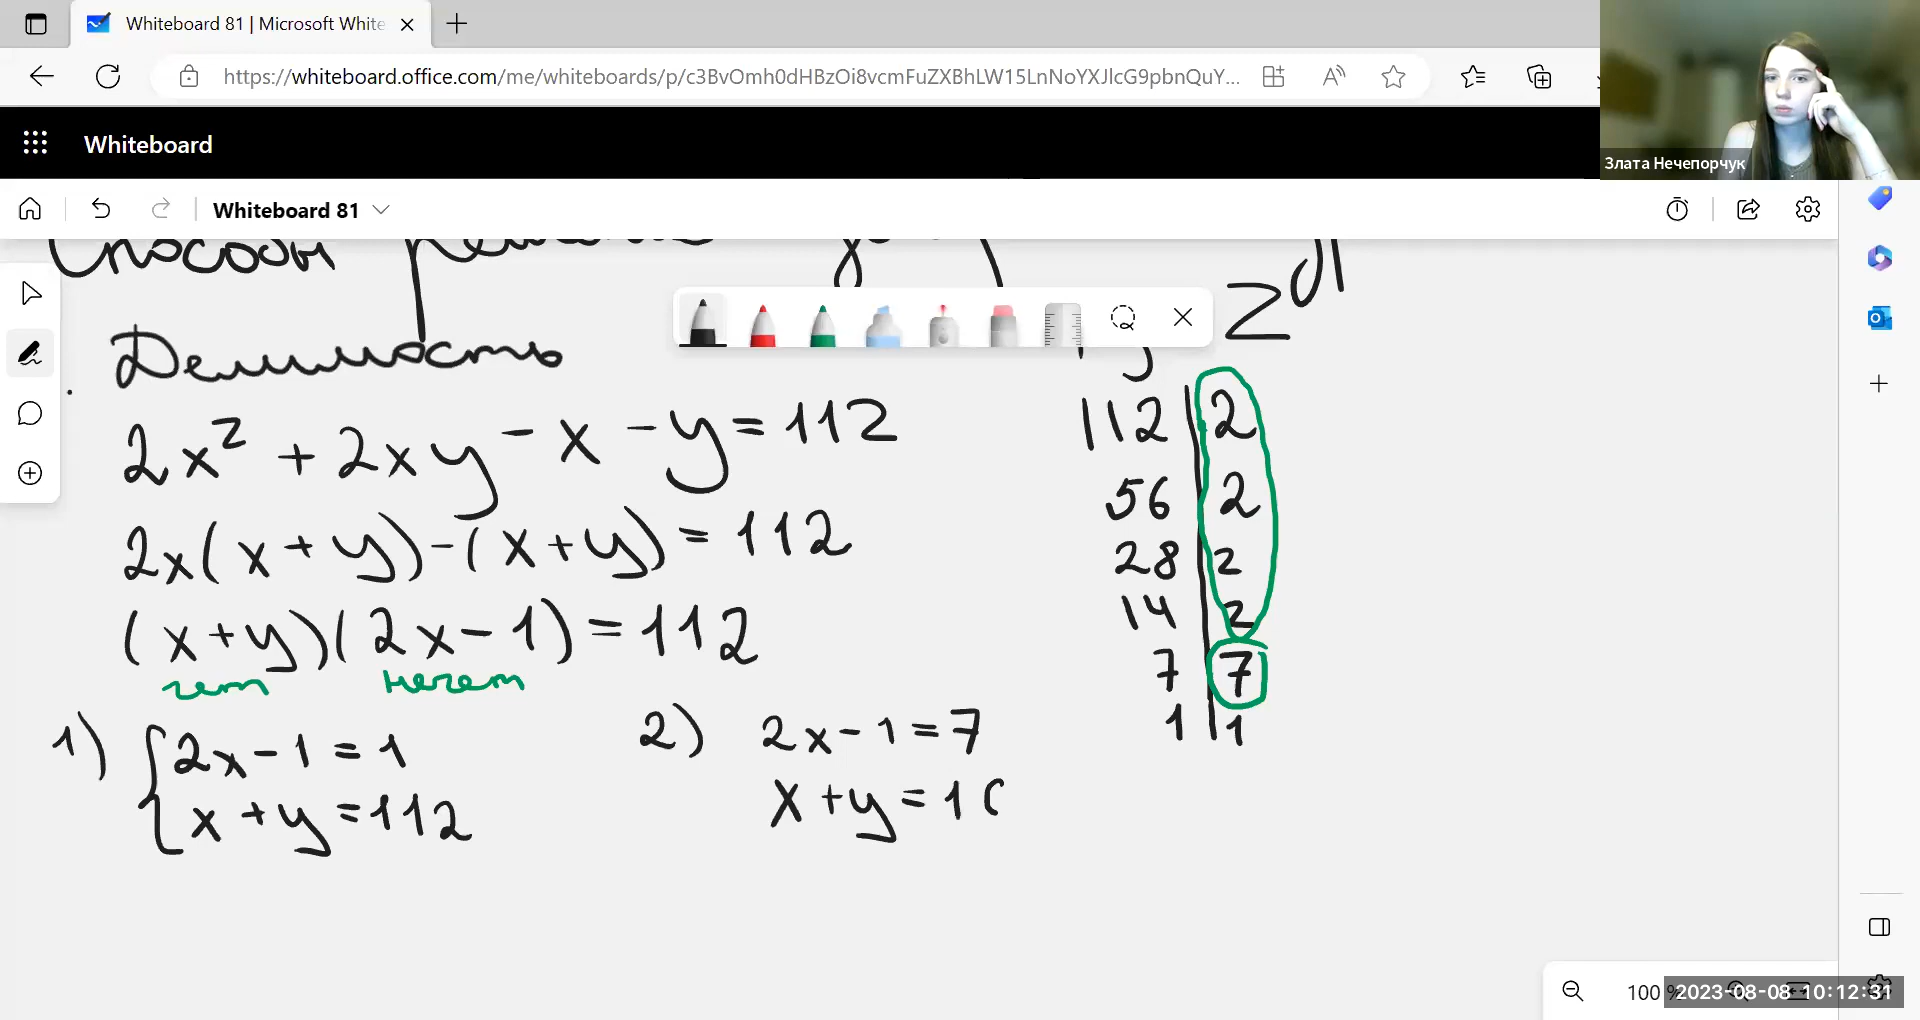 Whiteboard 81 | Microsoft White
https://whiteboard.office.com/me/whiteboards/p/c3BvOmh0dHBzOi8vcmFuZXBhLW15LnNoYXJlcG9pbnQuY...
Злата Нечепорчук
Whiteboard
Whiteboard 81
Способы
Делимость
2x² + 2xy - x - y = 112
2x(x+y)-(x+y) = 112
(x+y)(2x-1) = 112
чет нечет
1) {2x-1 = 1
x+y = 112
2) 2x-1 = 7
x+y = 1
112 | 2
56 | 2
28 | 2
14 | 2
7 | 7
1 | 1
100 %
2023-08-08 10:12:31